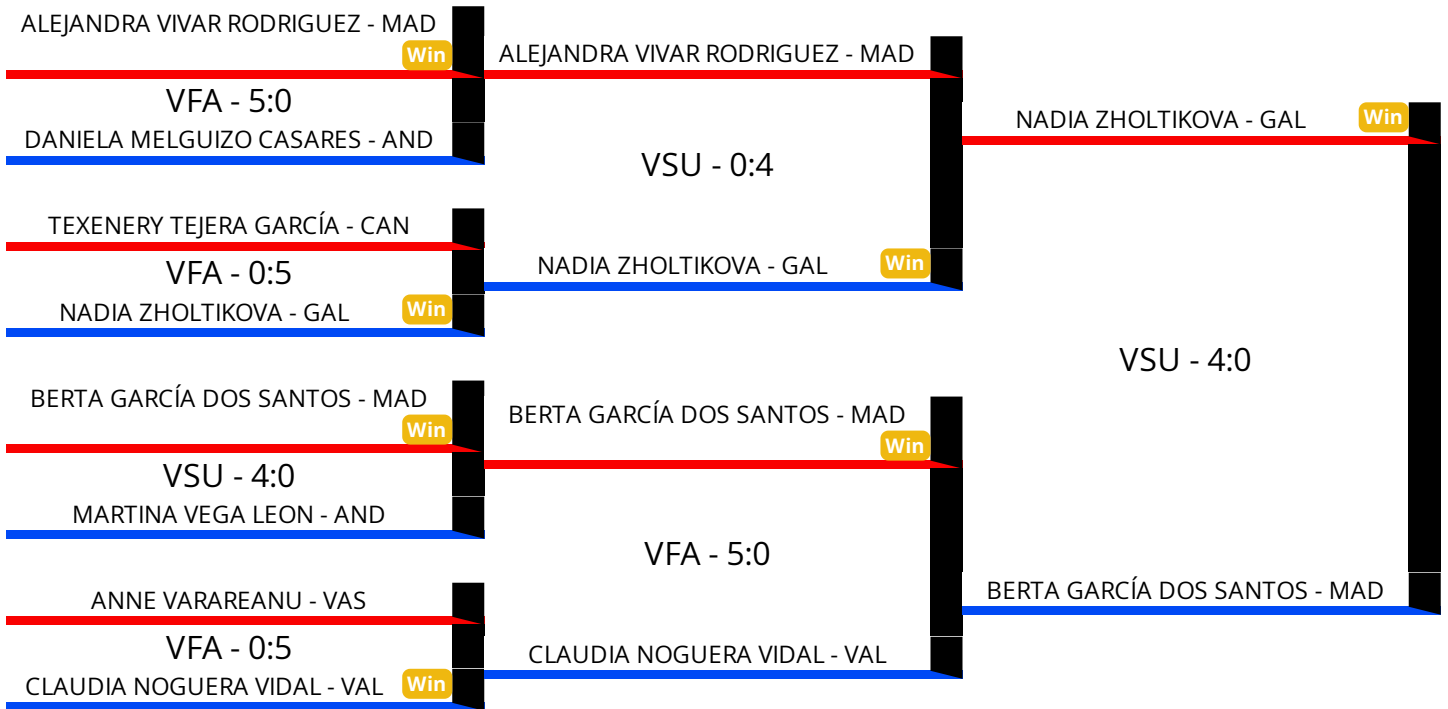 ALEJANDRA VIVAR RODRIGUEZ - MAD
Win
VFA - 5:0
DANIELA MELGUIZO CASARES - AND
TEXENERY TEJERA GARCÍA - CAN
VFA - 0:5
NADIA ZHOLTIKOVA - GAL
Win
BERTA GARCÍA DOS SANTOS - MAD
Win
VSU - 4:0
MARTINA VEGA LEON - AND
ANNE VARAREANU - VAS
VFA - 0:5
CLAUDIA NOGUERA VIDAL - VAL
Win
ALEJANDRA VIVAR RODRIGUEZ - MAD
VSU - 0:4
NADIA ZHOLTIKOVA - GAL
Win
BERTA GARCÍA DOS SANTOS - MAD
Win
VFA - 5:0
CLAUDIA NOGUERA VIDAL - VAL
NADIA ZHOLTIKOVA - GAL
Win
VSU - 4:0
BERTA GARCÍA DOS SANTOS - MAD